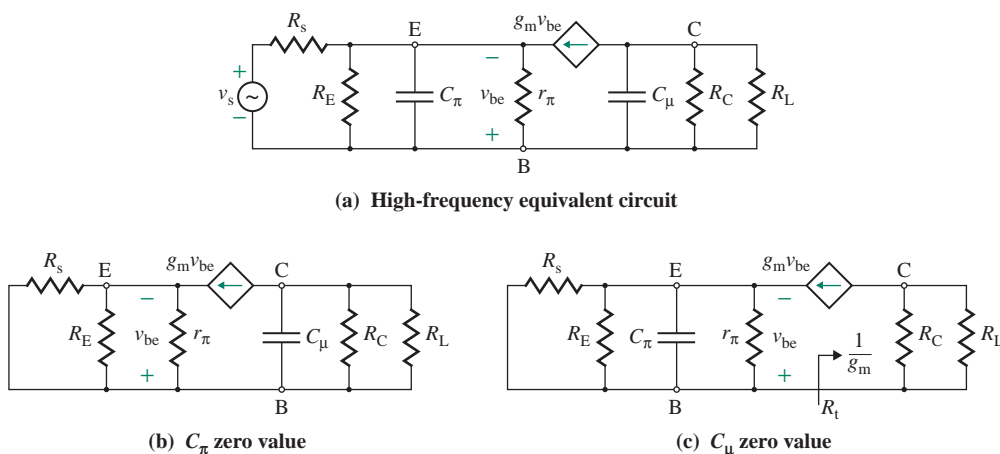 R_s
E
g_m v_be
C
+
v_s
~
−
R_E
C_π
−
v_be
+
r_π
C_μ
R_C
R_L
B
(a) High-frequency equivalent circuit
R_s
E
g_m v_be
C
R_E
−
v_be
+
r_π
C_μ
R_C
R_L
B
(b) C_π zero value
R_s
E
g_m v_be
C
R_E
C_π
r_π
−
v_be
+
1/g_m
R_t
R_C
R_L
B
(c) C_μ zero value